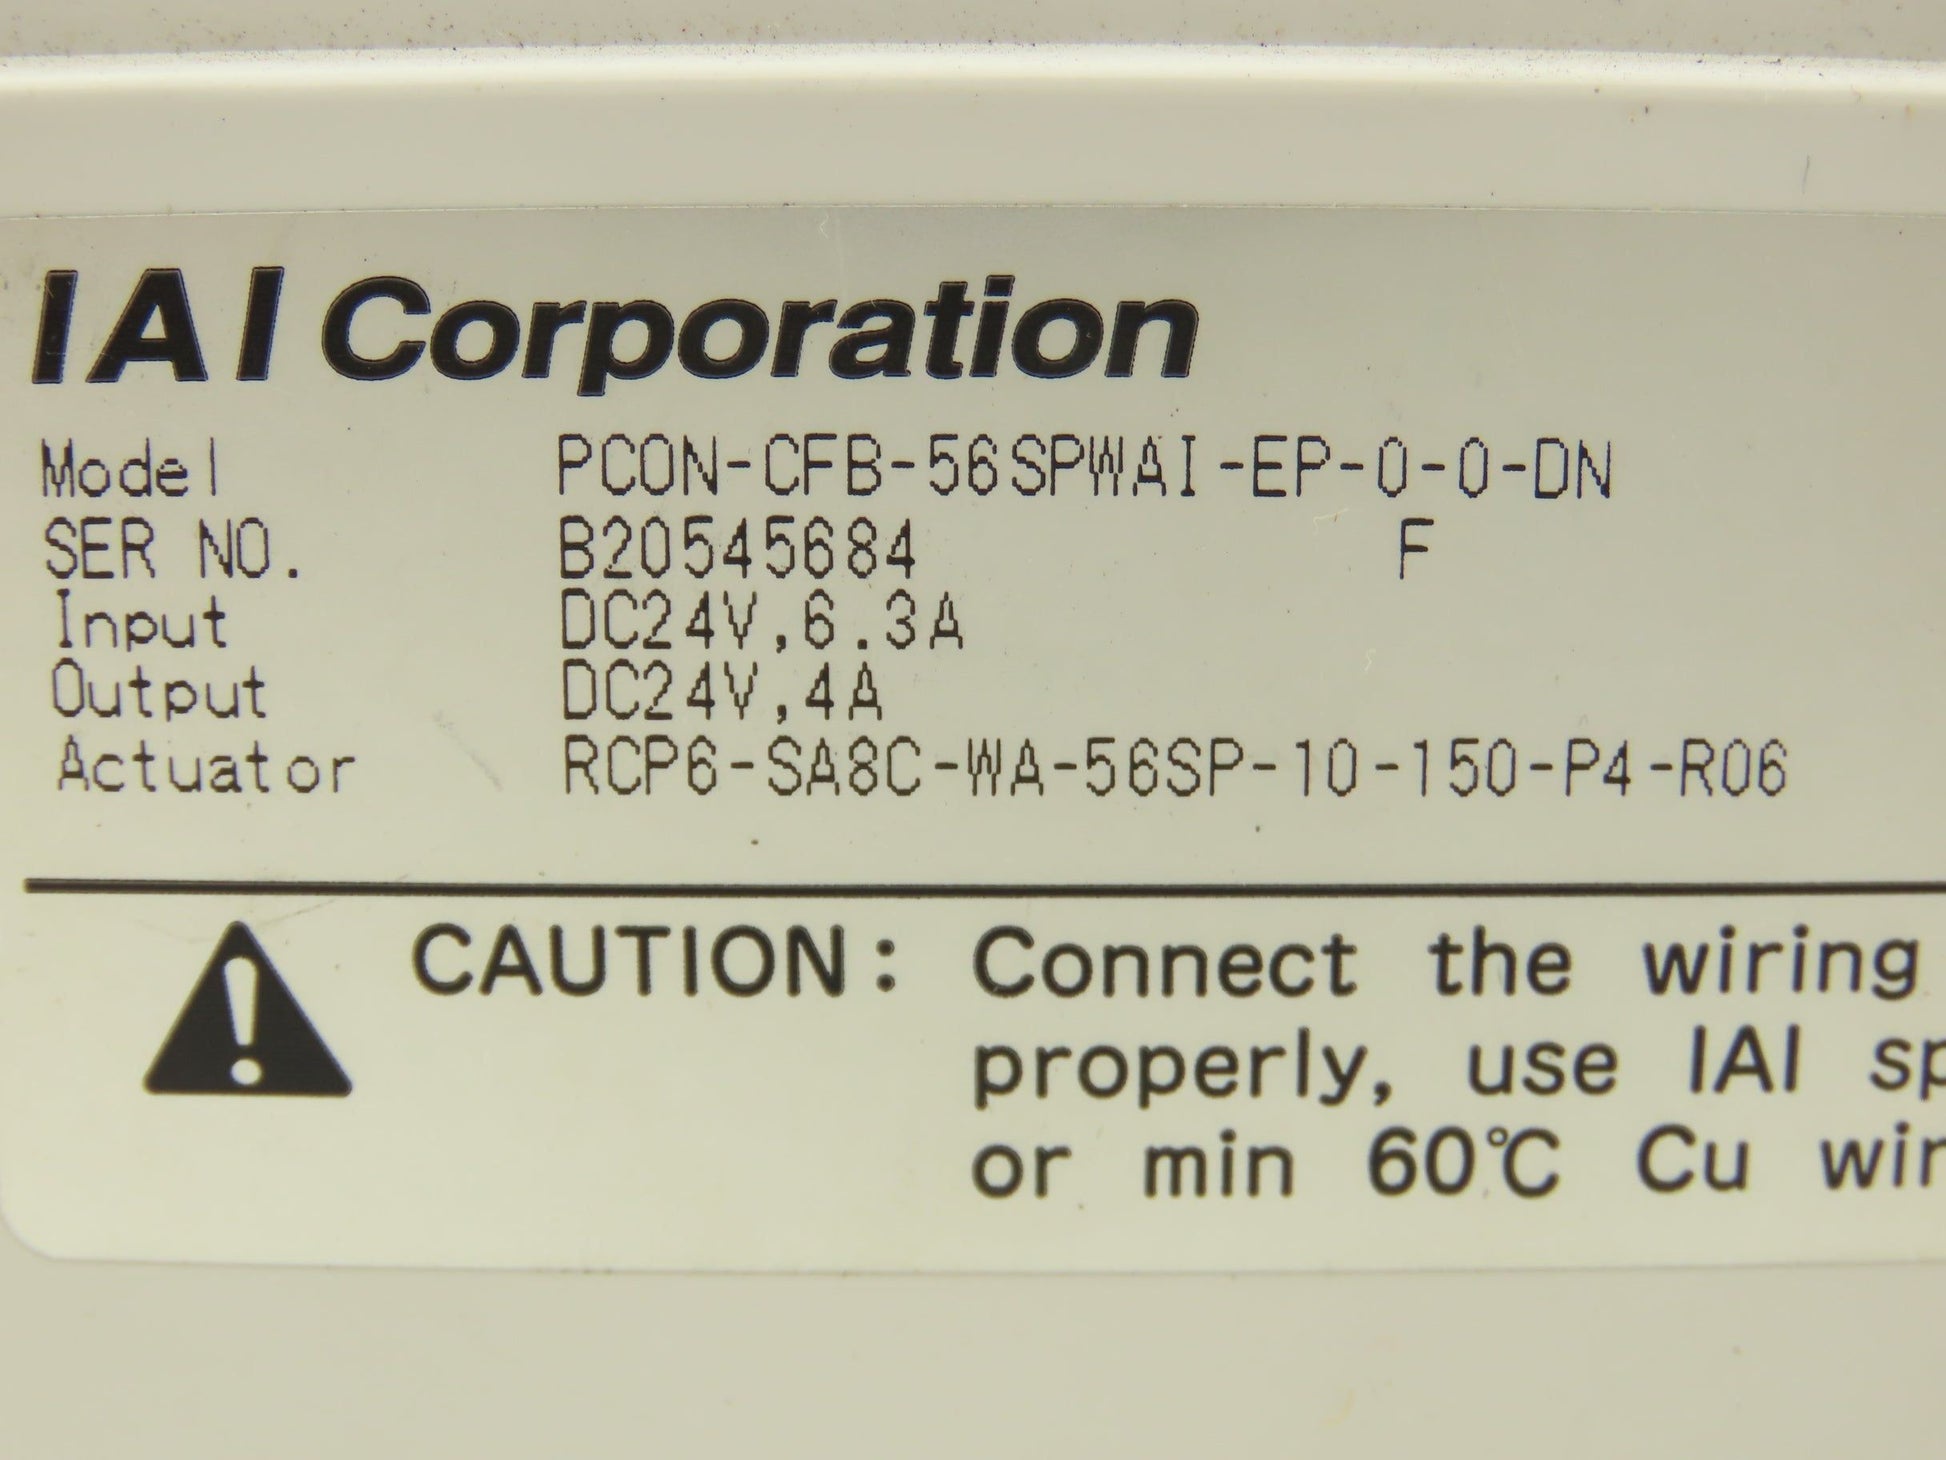 IAI Corporation
Model PCON-CFB-56SPWAI-EP-0-0-DN
SER NO. B20545684 F
Input DC24V,6.3A
Output DC24V,4A
Actuator RCP6-SA8C-WA-56SP-10-150-P4-R06
CAUTION: Connect the wiring
properly, use IAI
or min 60℃ Cu